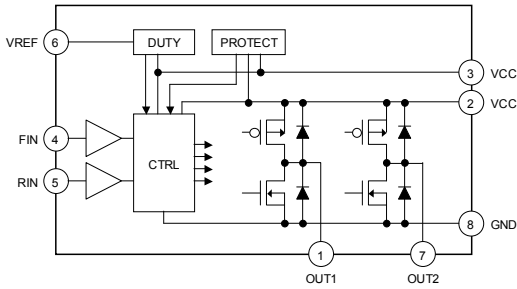 VREF 6 DUTY PROTECT
3 VCC
2 VCC
FIN 4
CTRL
RIN 5
8 GND
1 7
OUT1 OUT2